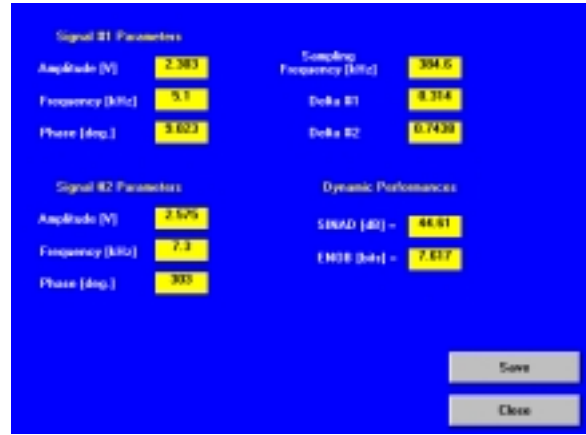 Signal #1 Parameters
Amplitude [V] 2.303
Frequency [kHz] 5.1
Phase [deg.] 9.023
Sampling
Frequency [kHz] 384.6
Delta #1 0.314
Delta #2 0.7438
Signal #2 Parameters
Amplitude [V] 2.575
Frequency [kHz] 7.3
Phase [deg.] 303
Dynamic Performances
SINAD [dB] = 44.61
ENOB [bits] = 7.617
Save
Close